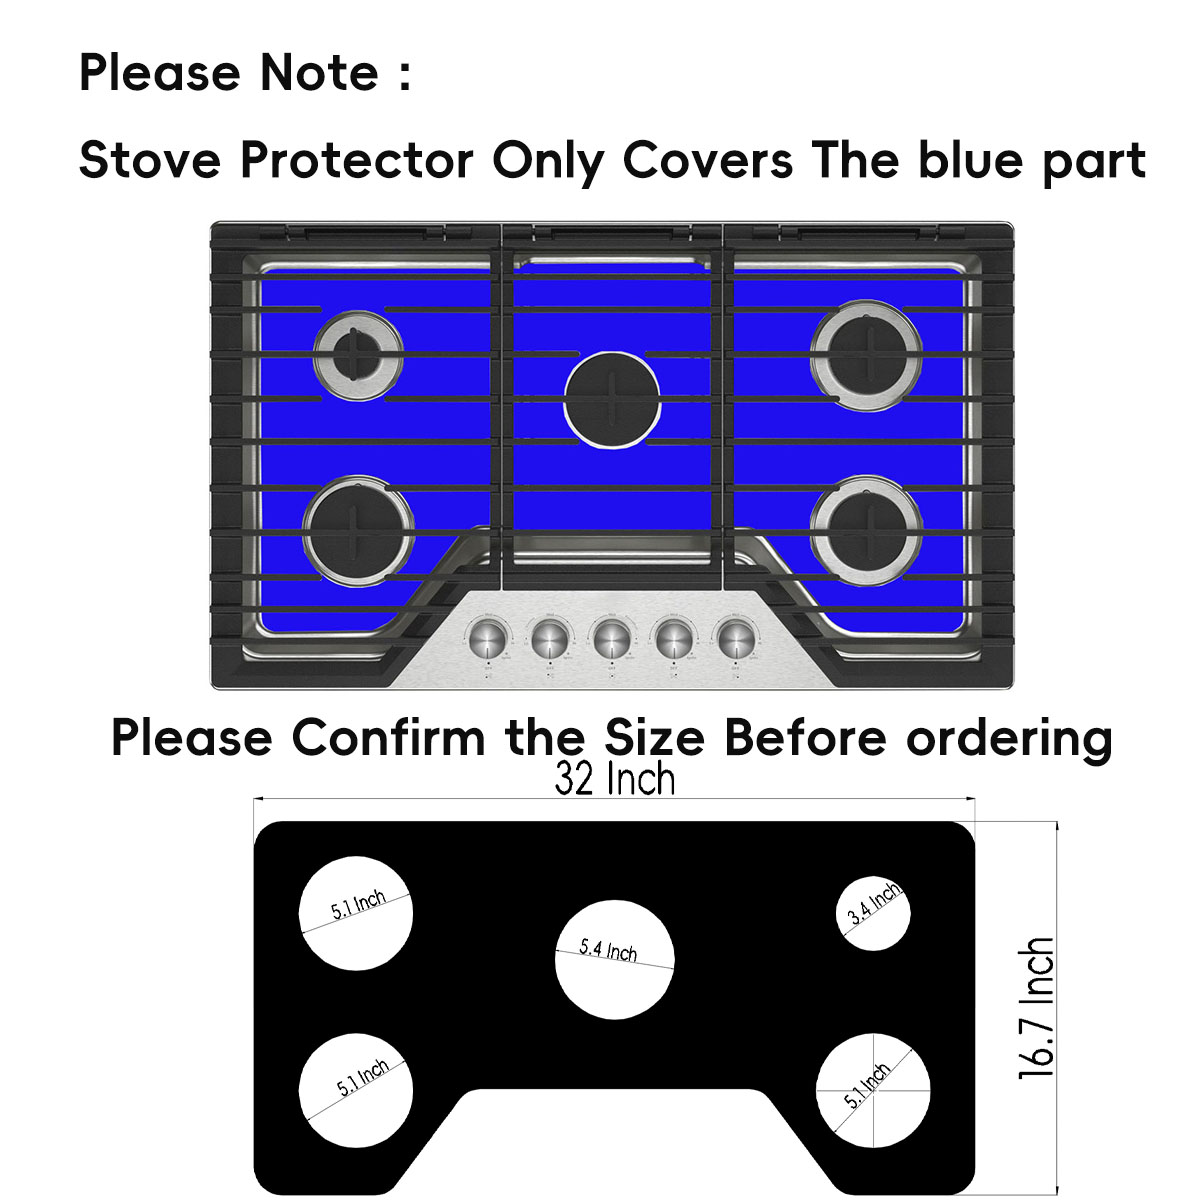 Please Note :
Stove Protector Only Covers The blue part
Please Confirm the Size Before ordering
32 Inch
5.1 Inch
5.4 Inch
3.4 Inch
16.7 Inch
5.1 Inch
5.1 Inch